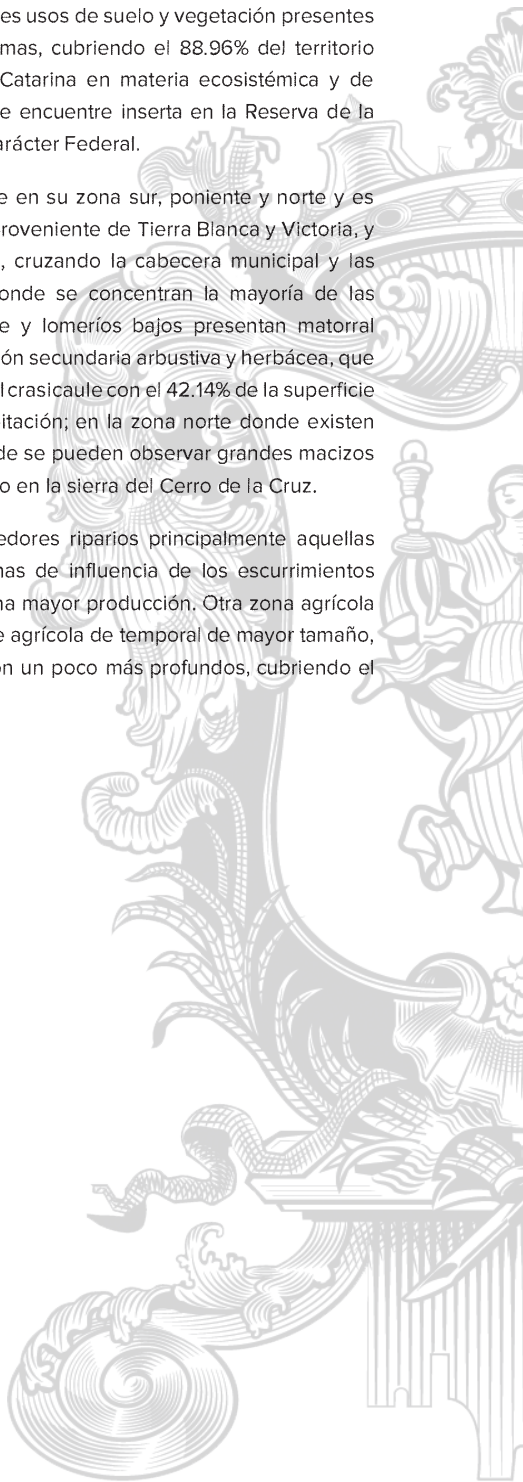 es usos de suelo y vegetación presentes
mas, cubriendo el 88.96% del territorio
Catarina en materia ecosistémica y de
e encuentre inserta en la Reserva de la
arácter Federal.
e en su zona sur, poniente y norte y es
proveniente de Tierra Blanca y Victoria, y
, cruzando la cabecera municipal y las
onde se concentran la mayoría de las
e y lomeríos bajos presentan matorral
ón secundaria arbustiva y herbácea, que
l crasicaule con el 42.14% de la superficie
pitación; en la zona norte donde existen
de se pueden observar grandes macizos
o en la sierra del Cerro de la Cruz.
edores riparios principalmente aquellas
nas de influencia de los escurrimientos
na mayor producción. Otra zona agrícola
e agrícola de temporal de mayor tamaño,
ón un poco más profundos, cubriendo el